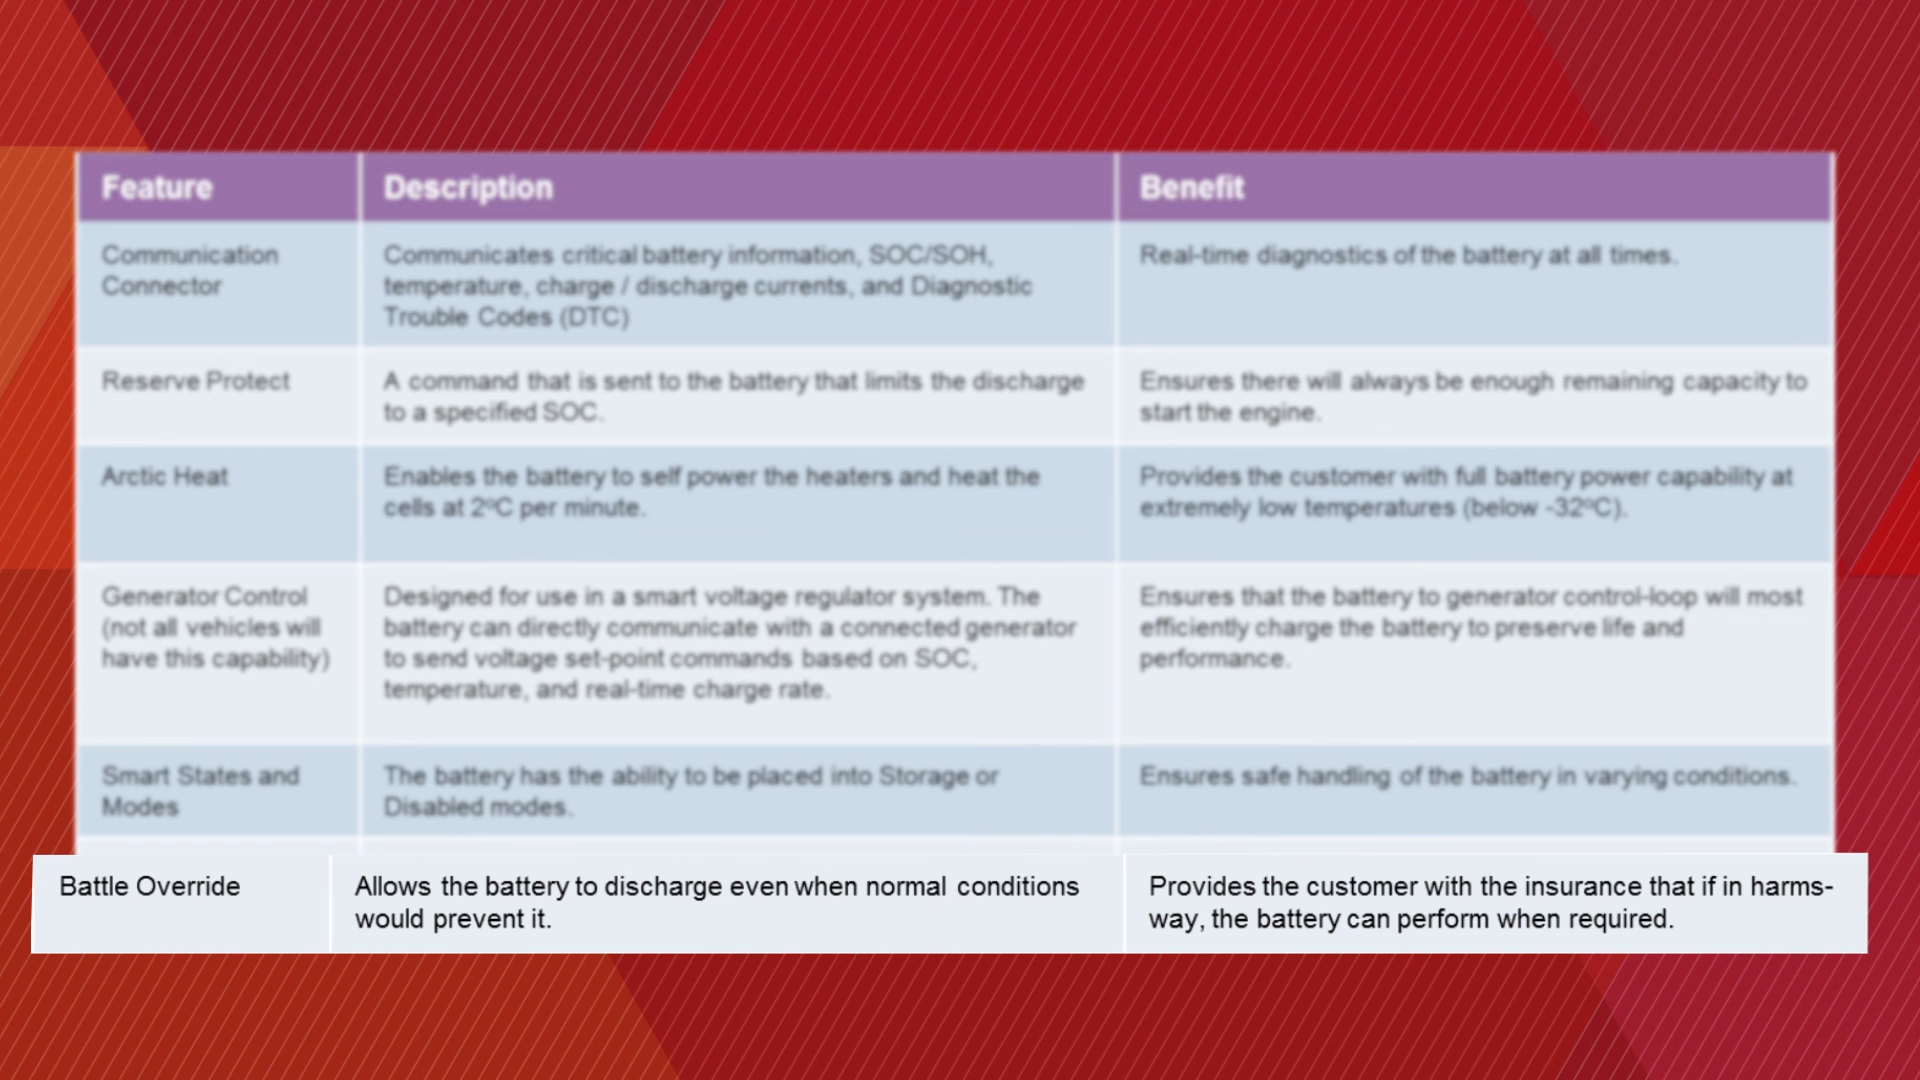 Feature Description Benefit
Communication Connector
Communicates critical battery information, SOC/SOH,
temperature, charge / discharge currents, and Diagnostic
Trouble Codes (DTC)
Real-time diagnostics of the battery at all times.
Reserve Protect
A command that is sent to the battery that limits the discharge
to a specified SOC.
Ensures there will always be enough remaining capacity to
start the engine.
Arctic Heat
Enables the battery to self power the heaters and heat the
cells at 2ºC per minute.
Provides the customer with full battery power capability at
extremely low temperatures (below -32ºC).
Generator Control
(not all vehicles will
have this capability)
Designed for use in a smart voltage regulator system. The
battery can directly communicate with a connected generator
to send voltage set-point commands based on SOC,
temperature, and real-time charge rate.
Ensures that the battery to generator control-loop will most
efficiently charge the battery to preserve life and
performance.
Smart States and
Modes
The battery has the ability to be placed into Storage or
Disabled modes.
Ensures safe handling of the battery in varying conditions.
Battle Override
Allows the battery to discharge even when normal conditions
would prevent it.
Provides the customer with the insurance that if in harms-
way, the battery can perform when required.